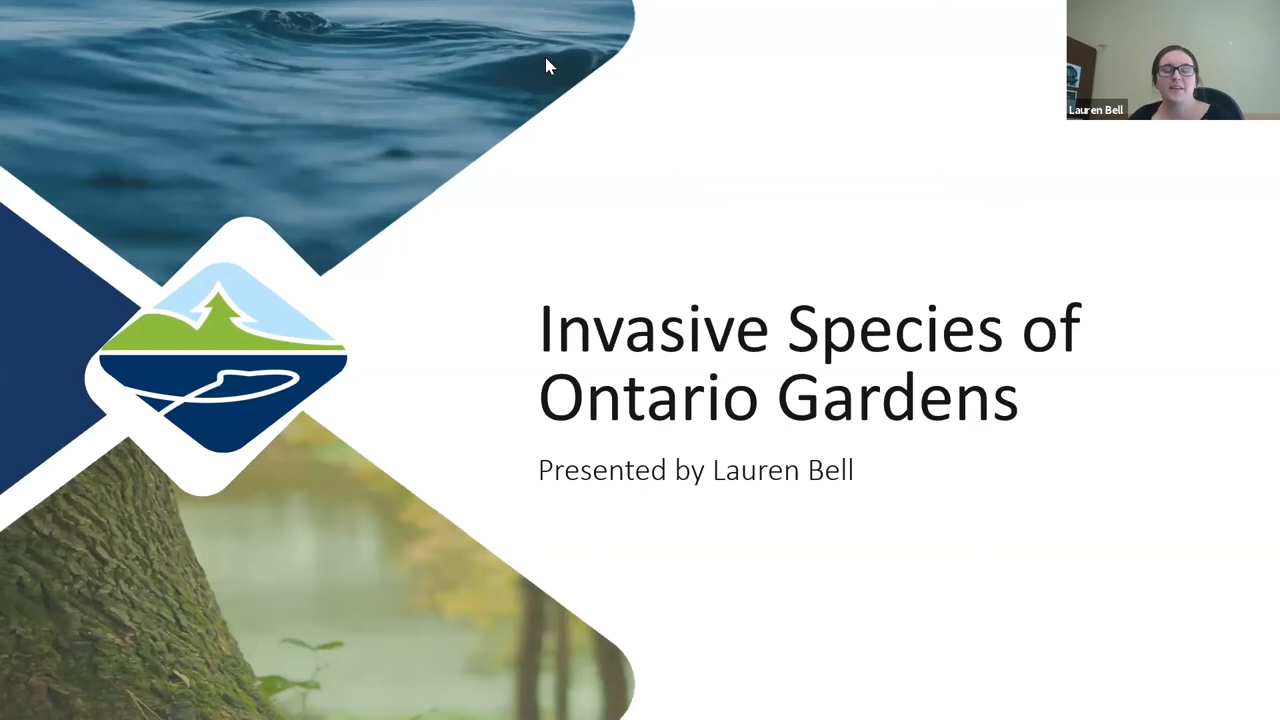 Lauren Bell
Invasive Species of
Ontario Gardens
Presented by Lauren Bell